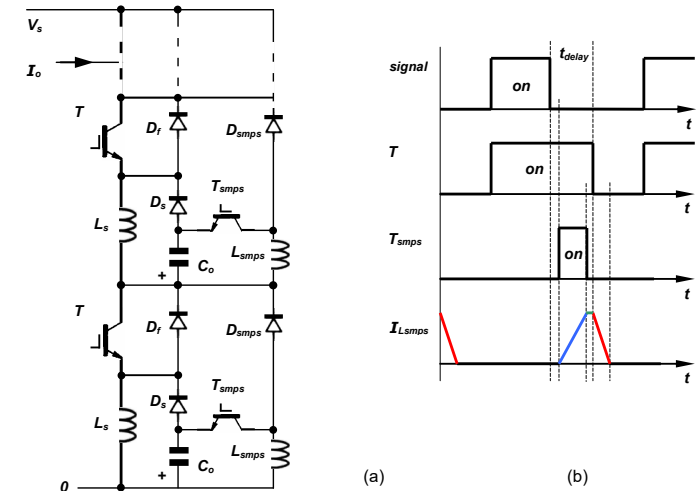 Vs
Io
T
Df
Dsmps
Ds
Tsmps
Ls
Lsmps
+
Co
T
Df
Dsmps
Ds
Tsmps
Ls
Lsmps
+
Co
0
(a)
signal
on
tdelay
t
T
on
t
Tsmps
on
t
ILsmps
t
(b)